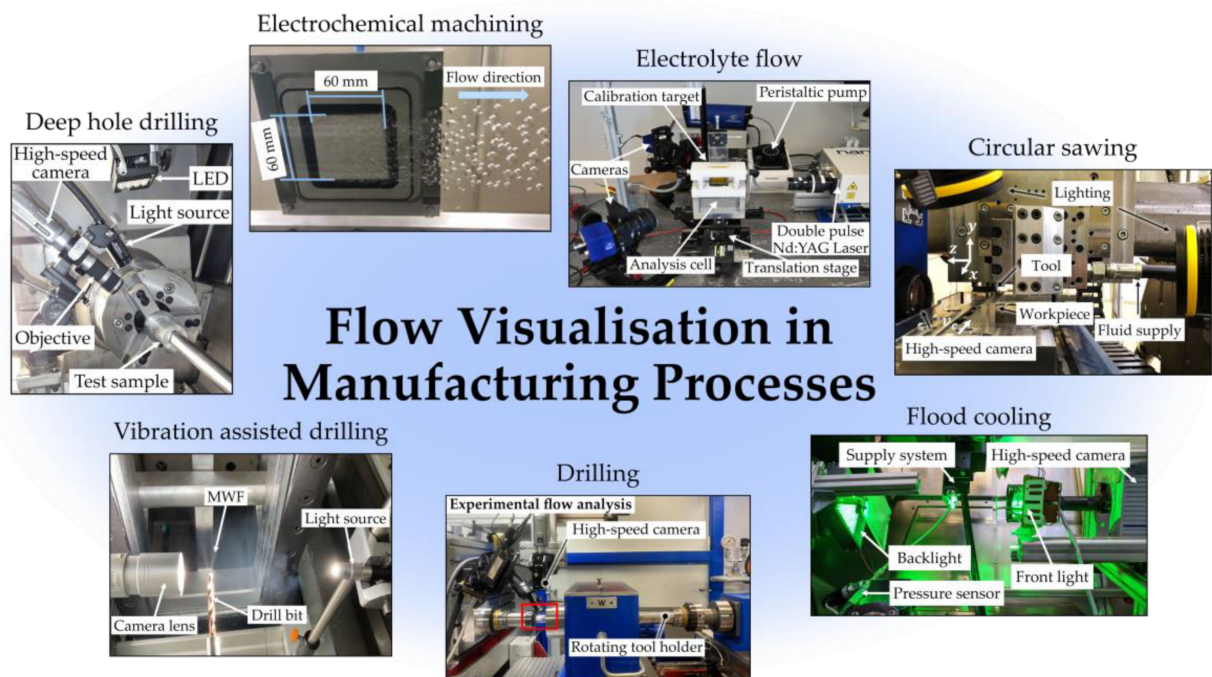 Electrochemical machining
60 mm
Flow direction
60 mm
Electrolyte flow
Calibration target
Peristaltic pump
Cameras
Double pulse
Nd:YAG Laser
Analysis cell
Translation stage
Deep hole drilling
High-speed
camera
LED
Light source
Objective
Test sample
Circular sawing
Lighting
y
z
x
Tool
Workpiece
Fluid supply
High-speed camera
Flow Visualisation in
Manufacturing Processes
Vibration assisted drilling
MWF
Light source
Camera lens
Drill bit
Drilling
Experimental flow analysis
High-speed camera
W
Rotating tool holder
Flood cooling
Supply system
High-speed camera
Backlight
Front light
Pressure sensor